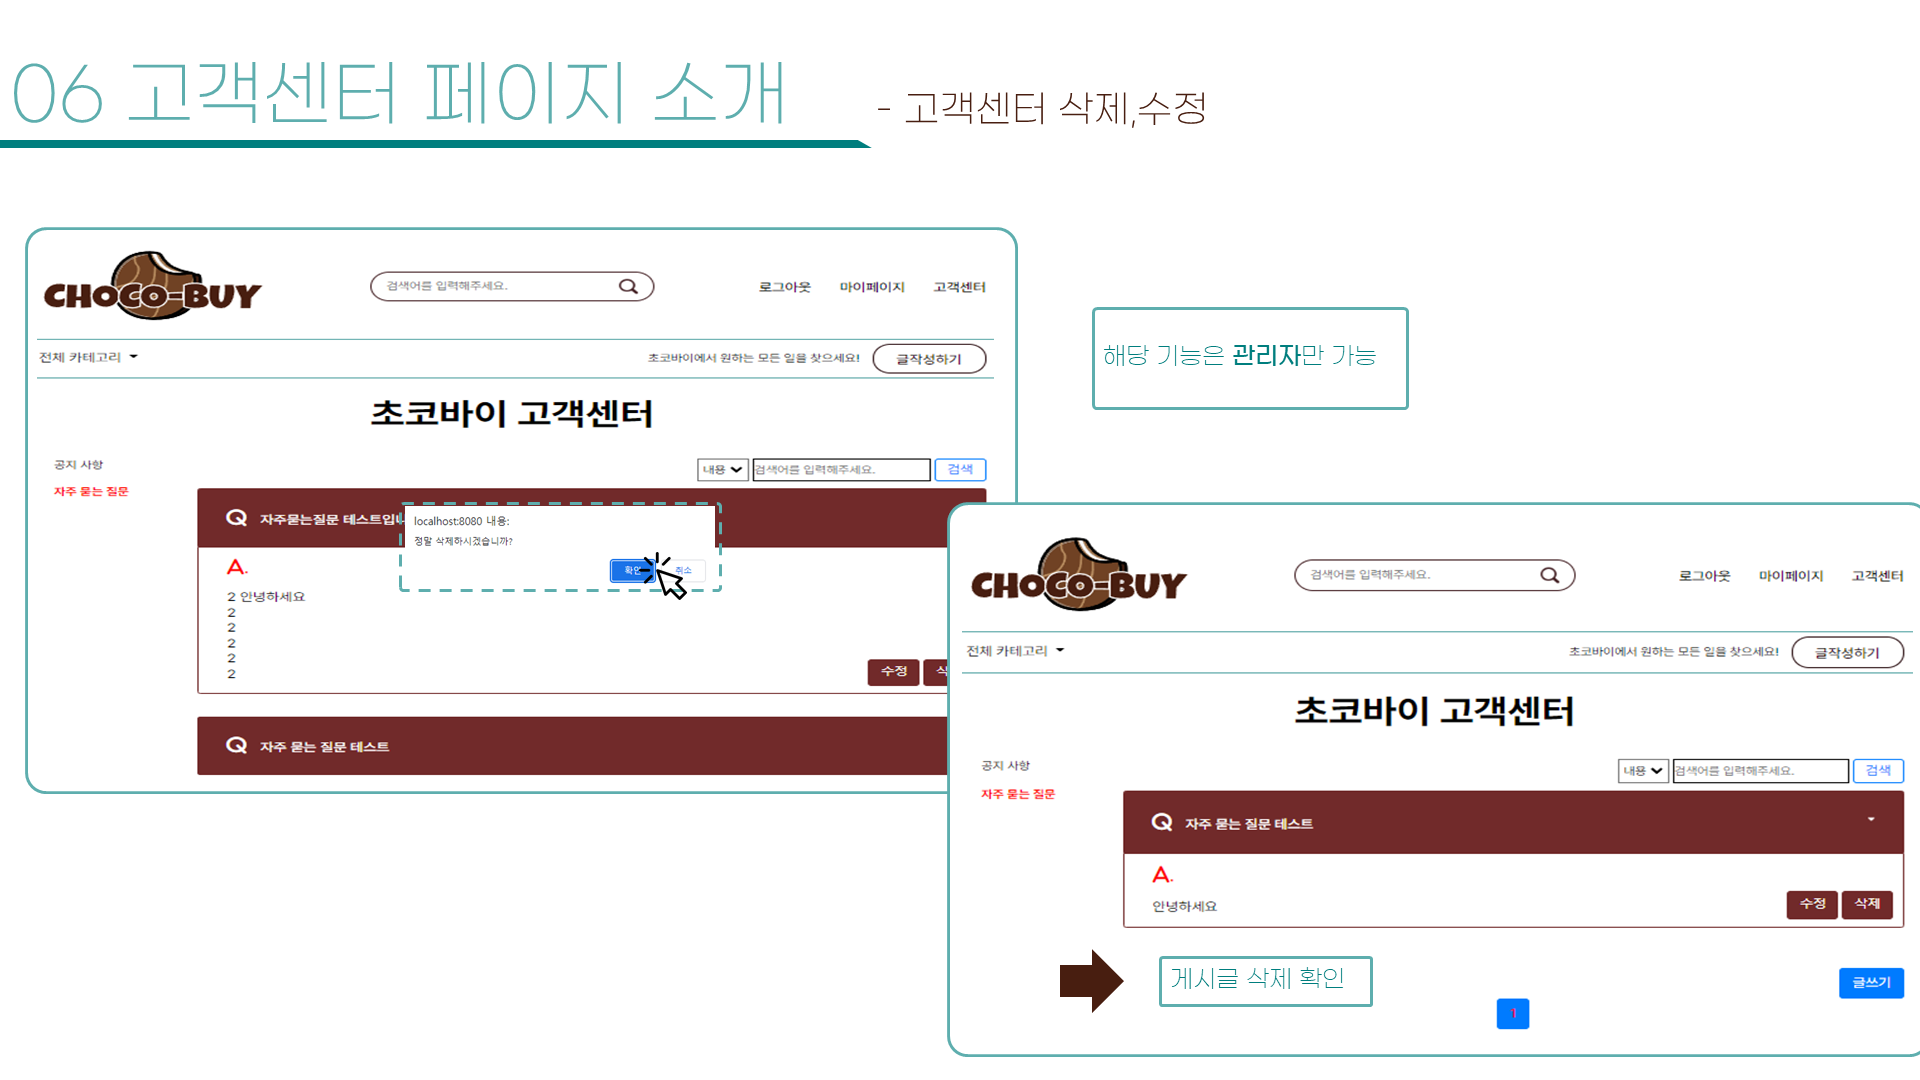 06 고객센터 페이지 소개
- 고객센터 삭제,수정
CHOCO-BUY
검색어를 입력해주세요.
로그아웃 마이페이지 고객센터
전체 카테고리
초코바이에서 원하는 모든 일을 찾으세요!
글작성하기
초코바이 고객센터
공지 사항
자주 묻는 질문
내용
검색어를 입력해주세요.
검색
Q 자주묻는질문 테스트입니
localhost:8080 내용:
정말 삭제하시겠습니까?
확인
취소
A.
2 안녕하세요
2
2
2
2
2
수정
Q 자주 묻는 질문 테스트
해당 기능은 관리자만 가능
CHOCO-BUY
검색어를 입력해주세요.
로그아웃 마이페이지 고객센터
전체 카테고리
초코바이에서 원하는 모든 일을 찾으세요!
글작성하기
초코바이 고객센터
공지 사항
자주 묻는 질문
내용
검색어를 입력해주세요.
검색
Q 자주 묻는 질문 테스트
A.
안녕하세요
수정 삭제
게시글 삭제 확인
글쓰기
1